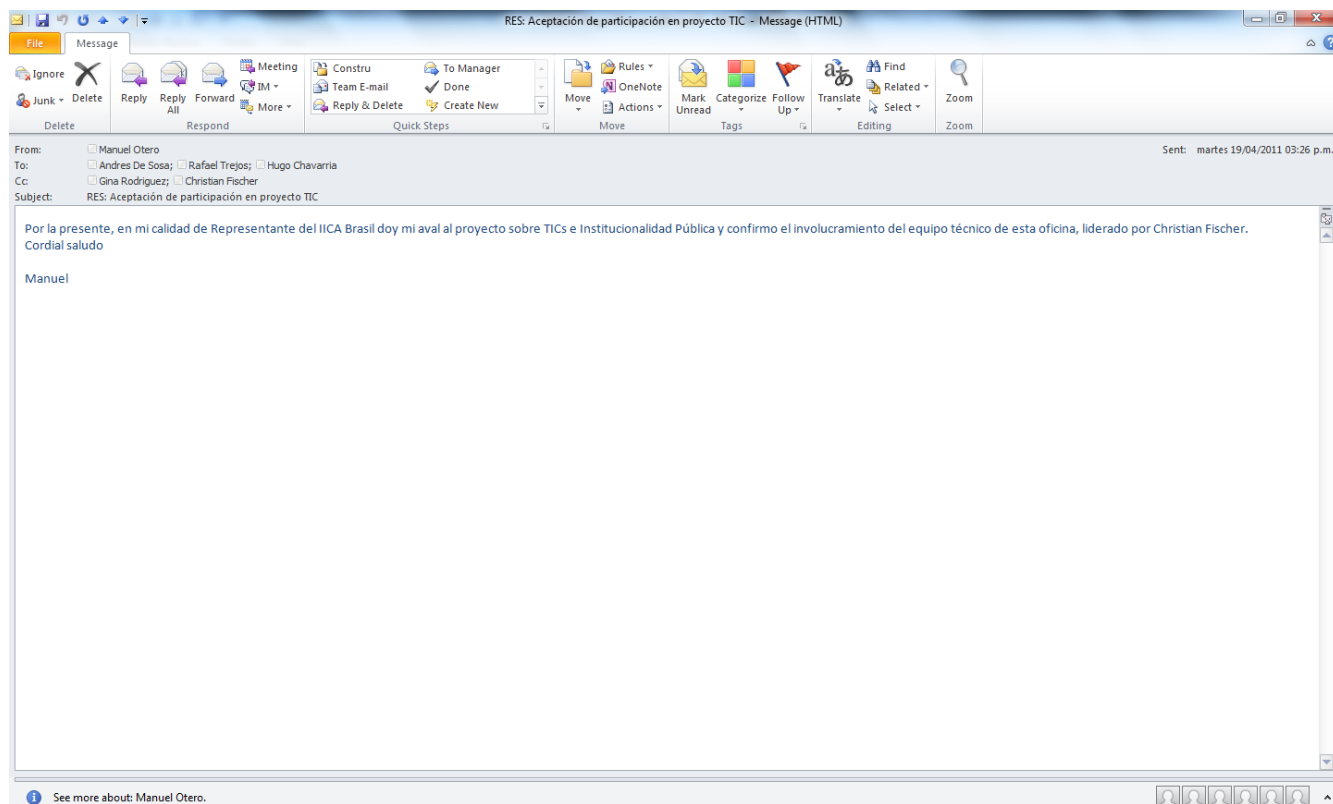 RES: Aceptación de participación en proyecto TIC - Message (HTML)
File Message
Ignore
Junk
Delete
Reply
Reply All
Forward
Meeting
IM
More
Constru
Team E-mail
Reply & Delete
To Manager
Done
Create New
Move
Rules
OneNote
Actions
Mark Unread
Categorize
Follow Up
Translate
Find
Related
Select
Zoom
Delete Respond Quick Steps Move Tags Editing Zoom
From: Manuel Otero
Sent: martes 19/04/2011 03:26 p.m.
To: Andres De Sosa; Rafael Trejos; Hugo Chavarria
Cc: Gina Rodriguez; Christian Fischer
Subject: RES: Aceptación de participación en proyecto TIC
Por la presente, en mi calidad de Representante del IICA Brasil doy mi aval al proyecto sobre TICs e Institucionalidad Pública y confirmo el involucramiento del equipo técnico de esta oficina, liderado por Christian Fischer.
Cordial saludo
Manuel
See more about: Manuel Otero.